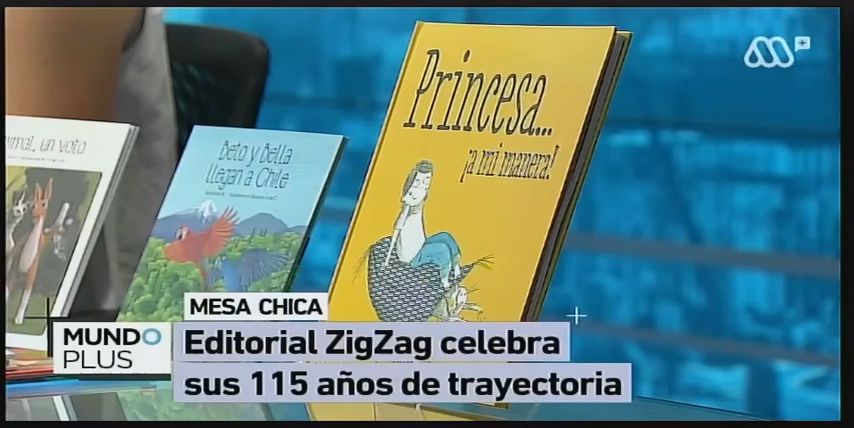 Princesa...
¡a mi manera!
Beto y Bella
llegan a Chile
un voto
MESA CHICA
MUNDO
PLUS
Editorial ZigZag celebra
sus 115 años de trayectoria